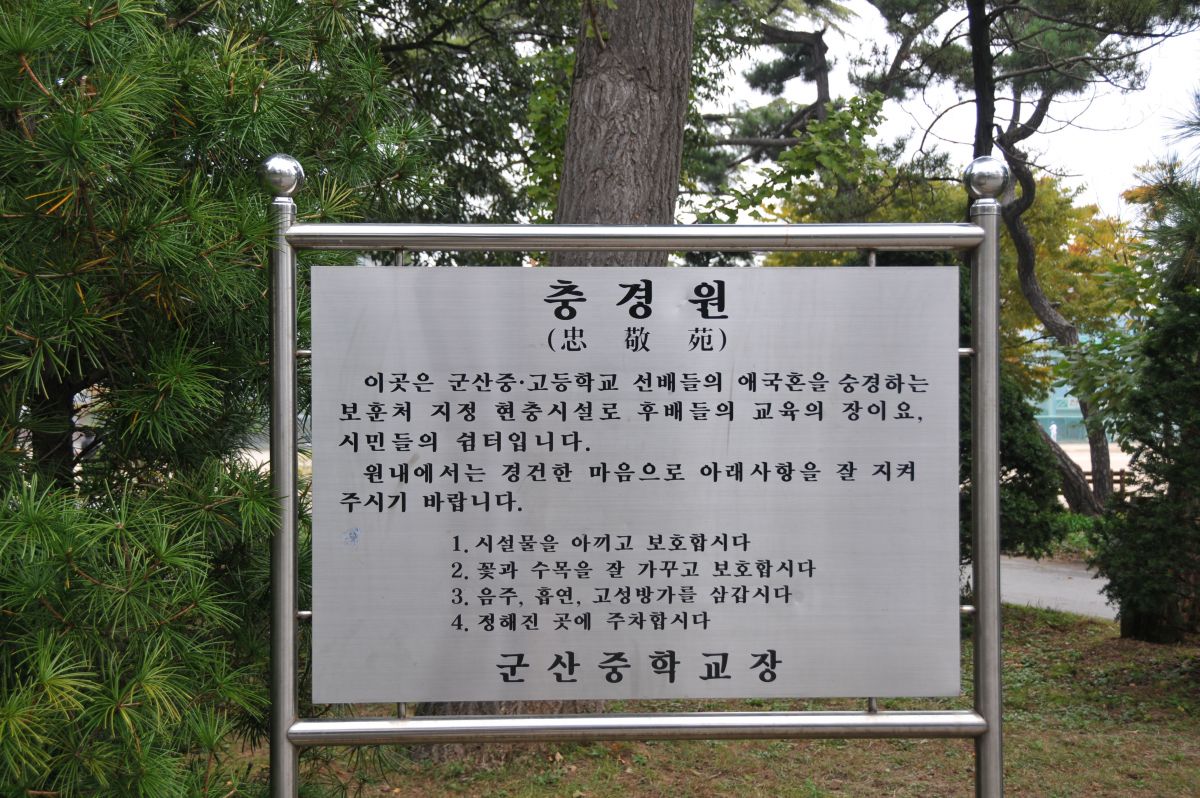 충경원
(忠敬苑)
이곳은 군산중·고등학교 선배들의 애국혼을 숭경하는
보훈처 지정 현충시설로 후배들의 교육의 장이요,
시민들의 쉼터입니다.
원내에서는 경건한 마음으로 아래사항을 잘 지켜
주시기 바랍니다.
1. 시설물을 아끼고 보호합시다
2. 꽃과 수목을 잘 가꾸고 보호합시다
3. 음주, 흡연, 고성방가를 삼갑시다
4. 정해진 곳에 주차합시다
군산중학교장